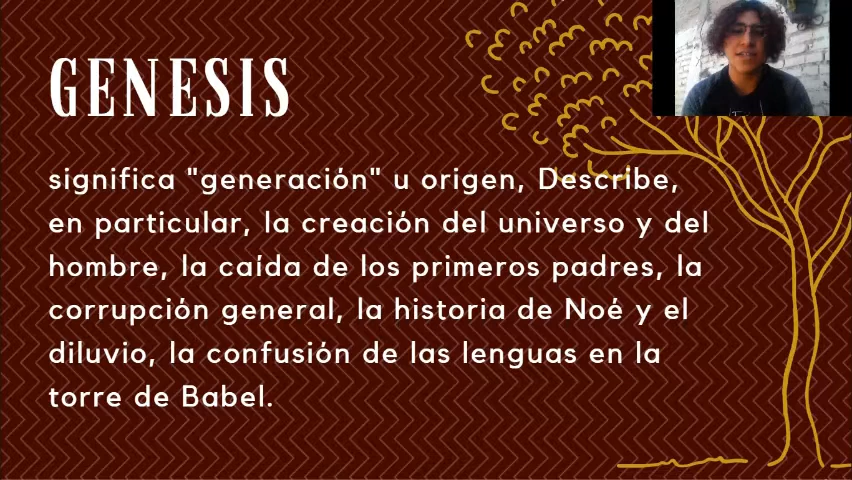 GENESIS
significa "generación" u origen, Describe,
en particular, la creación del universo y del
hombre, la caída de los primeros padres, la
corrupción general, la historia de Noé y el
diluvio, la confusión de las lenguas en la
torre de Babel.